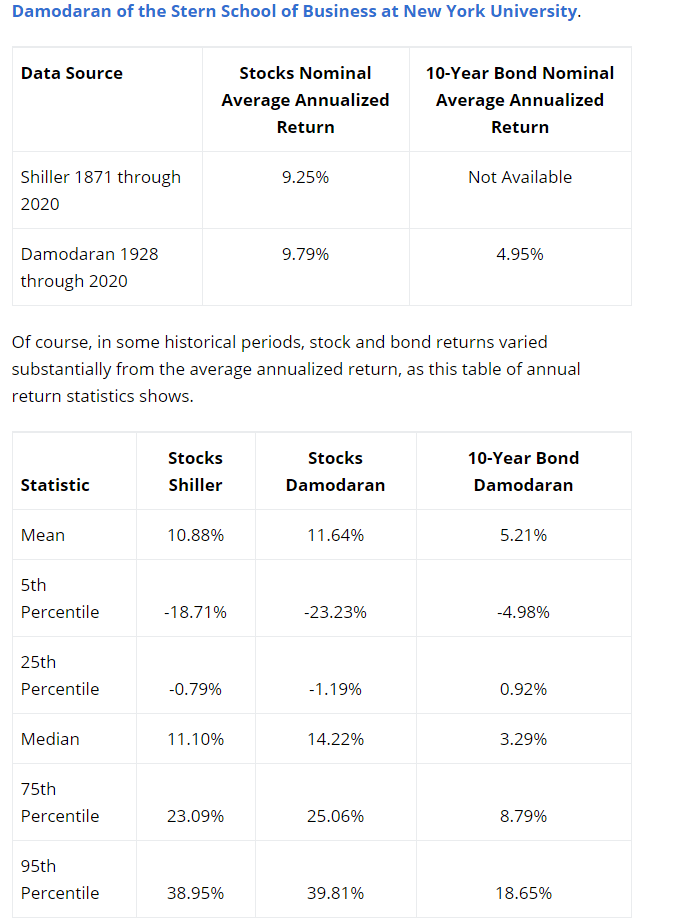 Damodaran of the Stern School of Business at New York University.
Data Source
Stocks Nominal
Average Annualized
Return
10-Year Bond Nominal
Average Annualized
Return
Shiller 1871 through
2020
9.25%
Not Available
Damodaran 1928
through 2020
9.79%
4.95%
Of course, in some historical periods, stock and bond returns varied
substantially from the average annualized return, as this table of annual
return statistics shows.
Statistic
Stocks
Shiller
Stocks
Damodaran
10-Year Bond
Damodaran
Mean
10.88%
11.64%
5.21%
5th
Percentile
-18.71%
-23.23%
-4.98%
25th
Percentile
-0.79%
-1.19%
0.92%
Median
11.10%
14.22%
3.29%
75th
Percentile
23.09%
25.06%
8.79%
95th
Percentile
38.95%
39.81%
18.65%